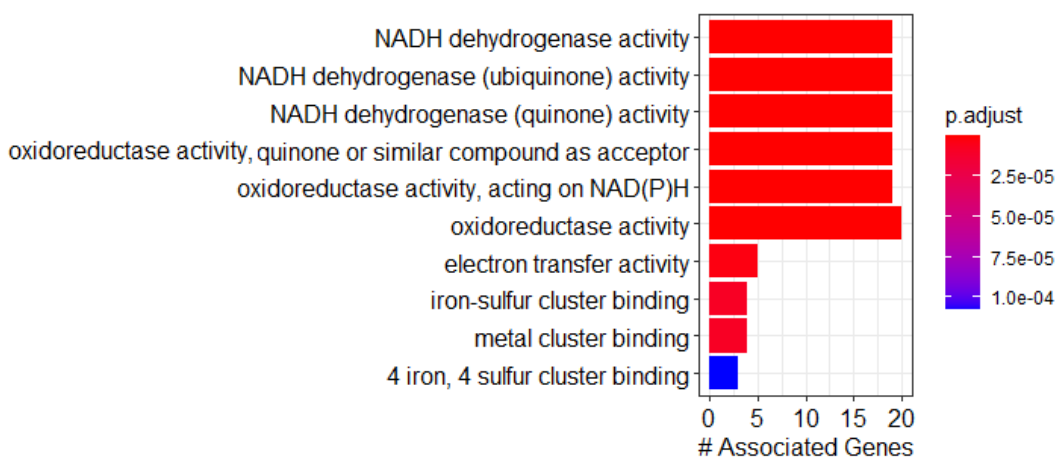 NADH dehydrogenase activity
NADH dehydrogenase (ubiquinone) activity
NADH dehydrogenase (quinone) activity
oxidoreductase activity, quinone or similar compound as acceptor
oxidoreductase activity, acting on NAD(P)H
oxidoreductase activity
electron transfer activity
iron-sulfur cluster binding
metal cluster binding
4 iron, 4 sulfur cluster binding
0 5 10 15 20
# Associated Genes
p.adjust
2.5e-05
5.0e-05
7.5e-05
1.0e-04